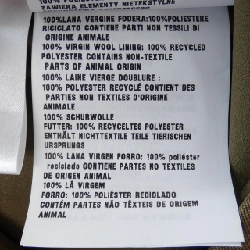 ZAWIERA ELEMENTY NIETEKSTYLNE
100%LANA VERGINE FODERA:100%POLIESTERE
RICICLATO CONTIENE PARTI NON TESSILI DI
ORIGINE ANIMALE
100% VIRGIN WOOL LINING: 100% RECYCLED
POLYESTER CONTAINS NON-TEXTILE
PARTS OF ANIMAL ORIGIN
100% LAINE VIERGE DOUBLURE :
100% POLYESTER RECYCLÉ CONTIENT DES
PARTIES NON TEXTILES D'ORIGINE
ANIMALE
100% SCHURWOLLE
FUTTER: 100% RECYCELTES POLYESTER
ENTHÄLT NICHTTEXTILE TEILE TIERISCHEN
URSPRUNGS
100% LANA VIRGEN FORRO: 100% poliéster
reciclado CONTIENE PARTES NO TEXTILES
DE ORIGEN ANIMAL
100% LÃ VIRGEM
FORRO: 100% POLIÉSTER RECICLADO
CONTÉM PARTES NÃO TÊXTEIS DE ORIGEM
ANIMAL